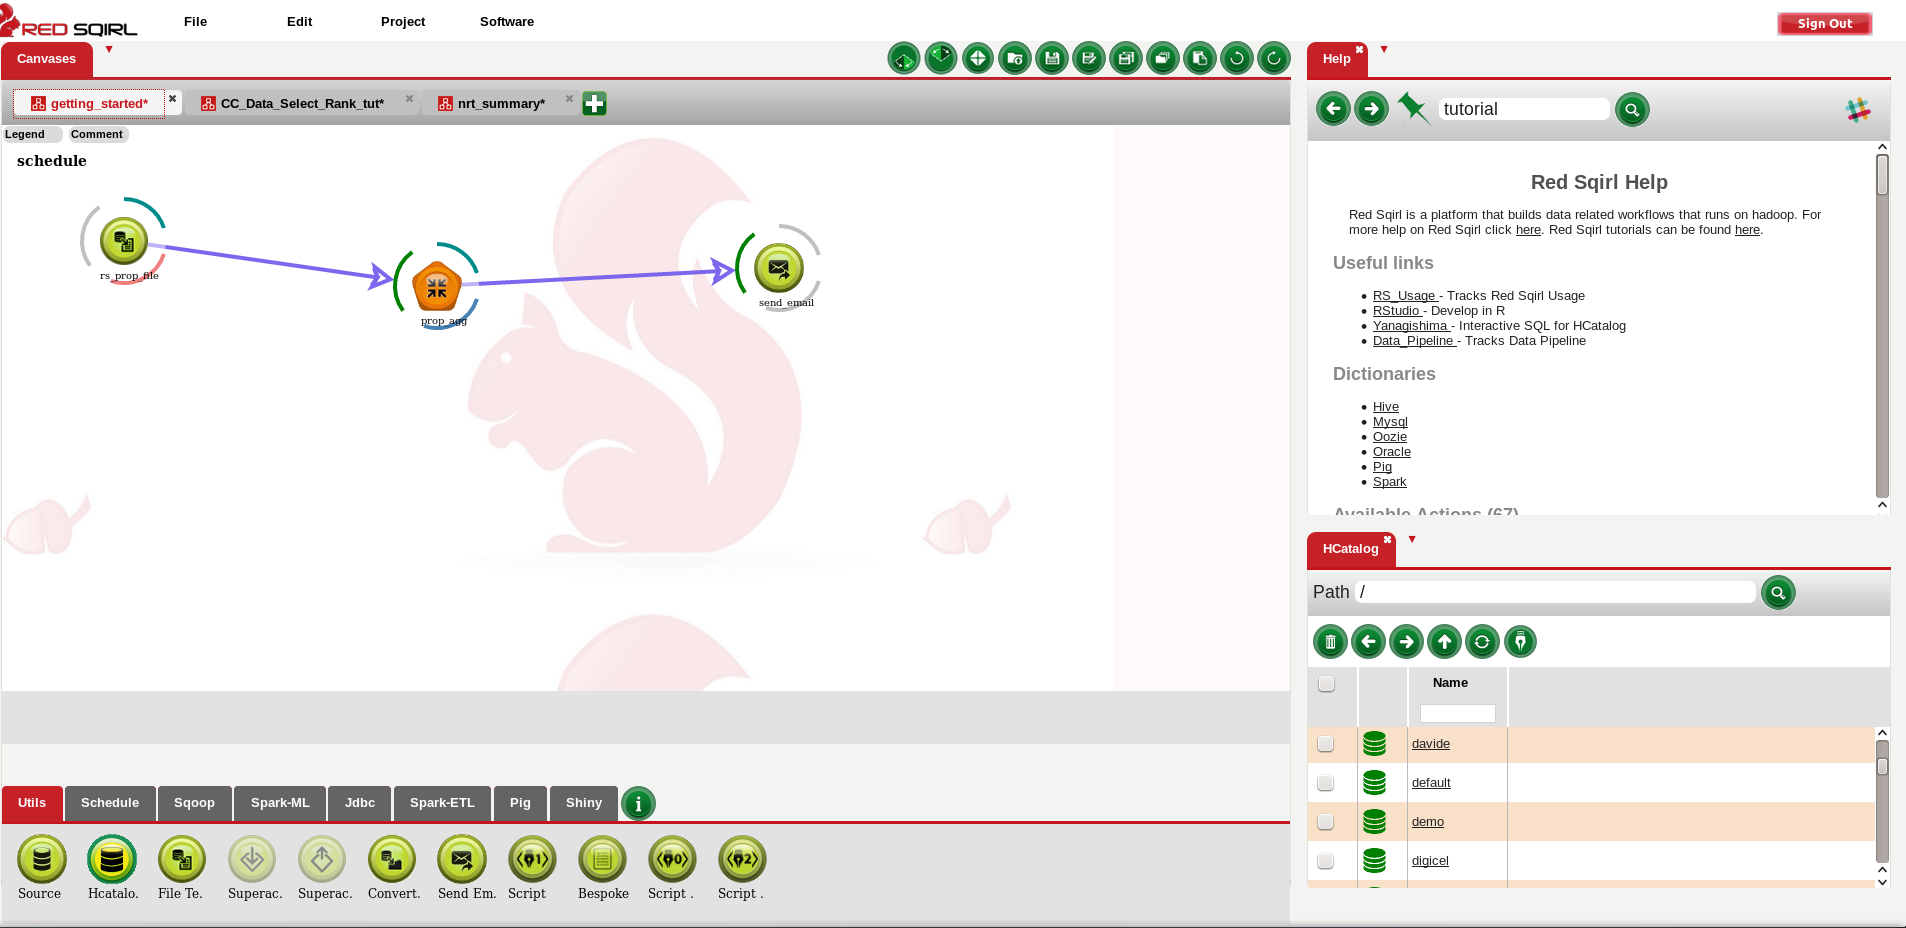 RED SQIRL
File Edit Project Software
Sign Out
Canvases
getting_started* CC_Data_Select_Rank_tut* nrt_summary*
Legend Comment
schedule
rs_prop_file
prop_agg
send_email
Utils Schedule Sqoop Spark-ML Jdbc Spark-ETL Pig Shiny
Source Hcatalo. File Te. Superac. Superac. Convert. Send Em. Script Bespoke Script . Script .
Help
tutorial
Red Sqirl Help
Red Sqirl is a platform that builds data related workflows that runs on hadoop. For
more help on Red Sqirl click here. Red Sqirl tutorials can be found here.
Useful links
RS_Usage - Tracks Red Sqirl Usage
RStudio - Develop in R
Yanagishima - Interactive SQL for HCatalog
Data_Pipeline - Tracks Data Pipeline
Dictionaries
Hive
Mysql
Oozie
Oracle
Pig
Spark
Available Actions (67)
HCatalog
Path /
Name
davide
default
demo
digicel